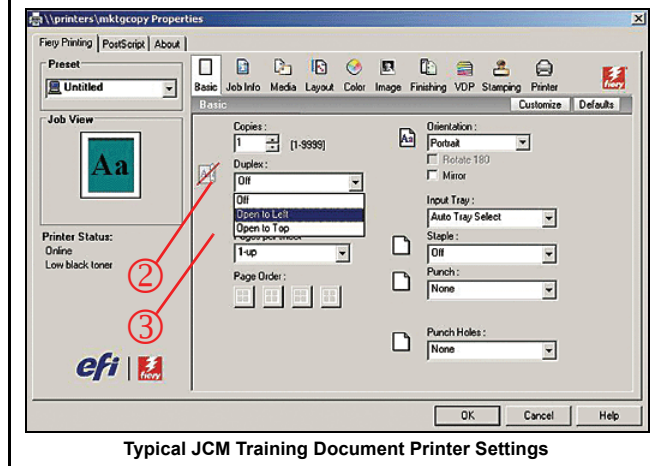 \\printers\mktgcopy Properties
Fiery Printing PostScript About
Preset
Untitled
Basic Job Info Media Layout Color Image Finishing VDP Stamping Printer
fiery
Basic Customize Defaults
Job View
Aa
Printer Status:
Online
Low black toner
efi fiery
Copies :
1 [1-9999]
Duplex :
Off
Off
Open to Left
Open to Top
1-up
Page Order :
Orientation :
Portrait
Rotate 180
Mirror
Input Tray :
Auto Tray Select
Staple :
Off
Punch :
None
Punch Holes :
None
2
3
OK Cancel Help
Typical JCM Training Document Printer Settings